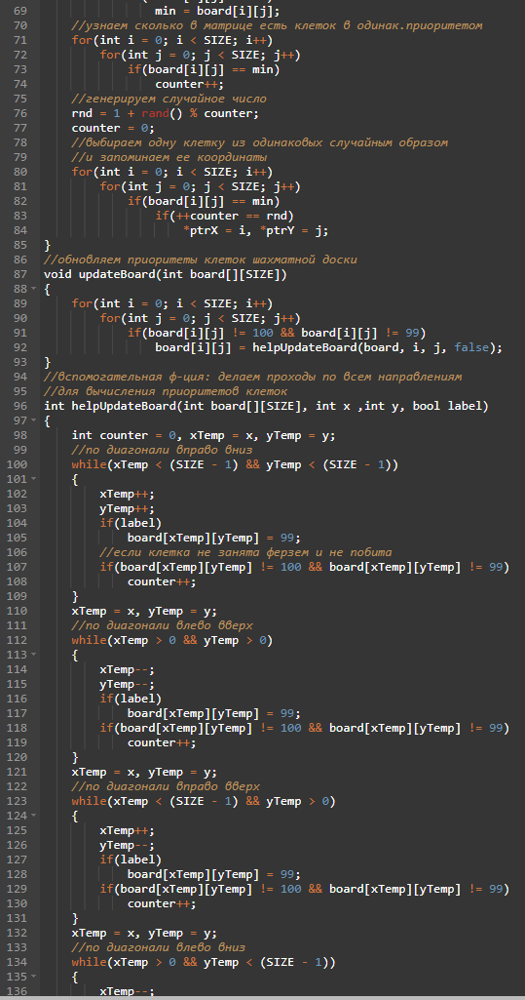 69 min = board[i][j];
70 //узнаем сколько в матрице есть клеток в одинак.приоритетом
71 for(int i = 0; i < SIZE; i++)
72 for(int j = 0; j < SIZE; j++)
73 if(board[i][j] == min)
74 counter++;
75 //генерируем случайное число
76 rnd = 1 + rand() % counter;
77 counter = 0;
78 //выбираем одну клетку из одинаковых случайным образом
79 //и запоминаем ее координаты
80 for(int i = 0; i < SIZE; i++)
81 for(int j = 0; j < SIZE; j++)
82 if(board[i][j] == min)
83 if(++counter == rnd)
84 *ptrX = i, *ptrY = j;
85 }
86 //обновляем приоритеты клеток шахматной доски
87 void updateBoard(int board[][SIZE])
88 {
89 for(int i = 0; i < SIZE; i++)
90 for(int j = 0; j < SIZE; j++)
91 if(board[i][j] != 100 && board[i][j] != 99)
92 board[i][j] = helpUpdateBoard(board, i, j, false);
93 }
94 //вспомогательная ф-ция: делаем проходы по всем направлениям
95 //для вычисления приоритетов клеток
96 int helpUpdateBoard(int board[][SIZE], int x ,int y, bool label)
97 {
98 int counter = 0, xTemp = x, yTemp = y;
99 //по диагонали вправо вниз
100 while(xTemp < (SIZE - 1) && yTemp < (SIZE - 1))
101 {
102 xTemp++;
103 yTemp++;
104 if(label)
105 board[xTemp][yTemp] = 99;
106 //если клетка не занята ферзем и не побита
107 if(board[xTemp][yTemp] != 100 && board[xTemp][yTemp] != 99)
108 counter++;
109 }
110 xTemp = x, yTemp = y;
111 //по диагонали влево вверх
112 while(xTemp > 0 && yTemp > 0)
113 {
114 xTemp--;
115 yTemp--;
116 if(label)
117 board[xTemp][yTemp] = 99;
118 if(board[xTemp][yTemp] != 100 && board[xTemp][yTemp] != 99)
119 counter++;
120 }
121 xTemp = x, yTemp = y;
122 //по диагонали вправо вверх
123 while(xTemp < (SIZE - 1) && yTemp > 0)
124 {
125 xTemp++;
126 yTemp--;
127 if(label)
128 board[xTemp][yTemp] = 99;
129 if(board[xTemp][yTemp] != 100 && board[xTemp][yTemp] != 99)
130 counter++;
131 }
132 xTemp = x, yTemp = y;
133 //по диагонали влево вниз
134 while(xTemp > 0 && yTemp < (SIZE - 1))
135 {
136 xTemp--;